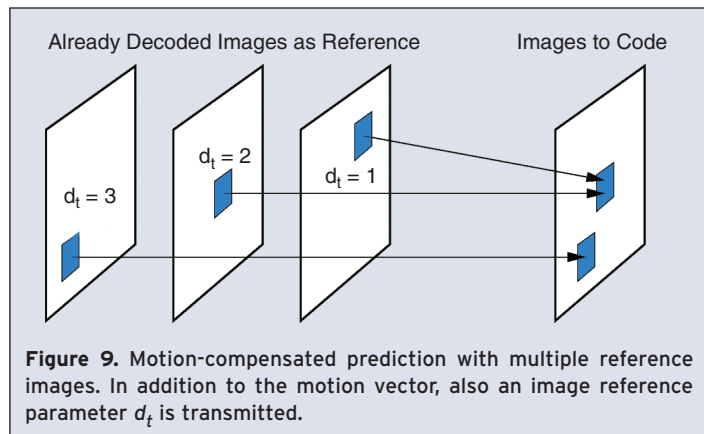 Already Decoded Images as Reference
Images to Code
d_t = 3
d_t = 2
d_t = 1
Figure 9. Motion-compensated prediction with multiple reference
images. In addition to the motion vector, also an image reference
parameter d_t is transmitted.